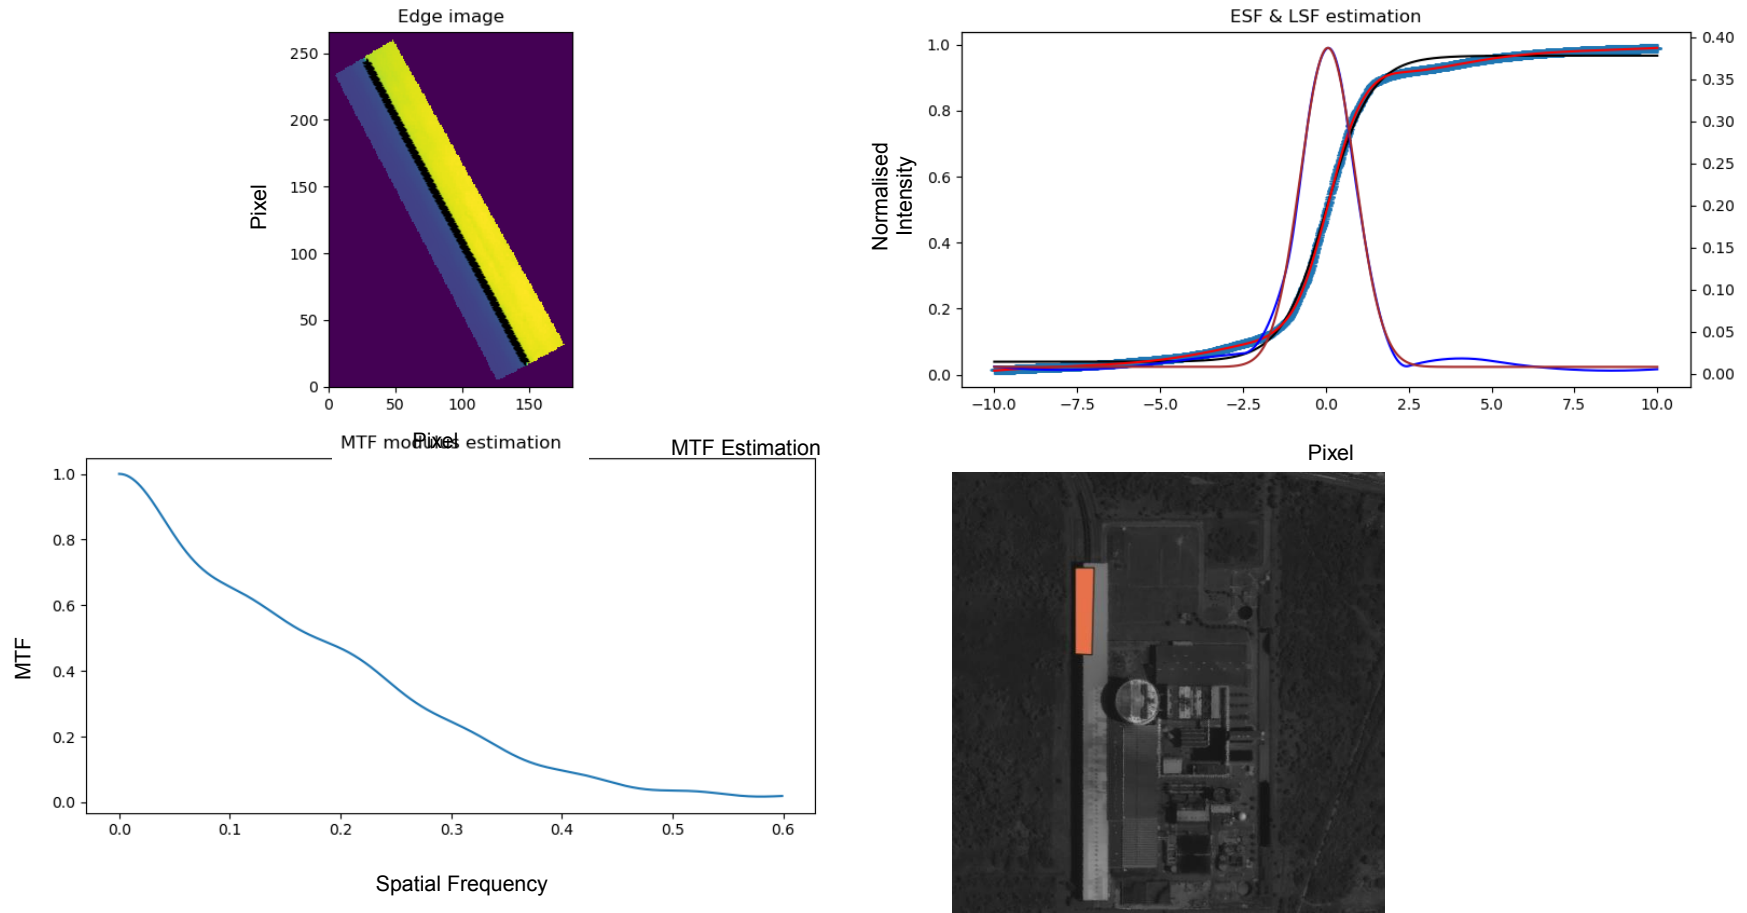 Edge image
250
200
150
100
50
0
0 50 100 150
Pixel
Pixel
ESF & LSF estimation
1.0
0.8
0.6
0.4
0.2
0.0
0.40
0.35
0.30
0.25
0.20
0.15
0.10
0.05
0.00
−10.0 −7.5 −5.0 −2.5 0.0 2.5 5.0 7.5 10.0
Normalised
Intensity
Pixel
MTF modulus estimation
MTF Estimation
1.0
0.8
0.6
0.4
0.2
0.0
0.0 0.1 0.2 0.3 0.4 0.5 0.6
MTF
Spatial Frequency